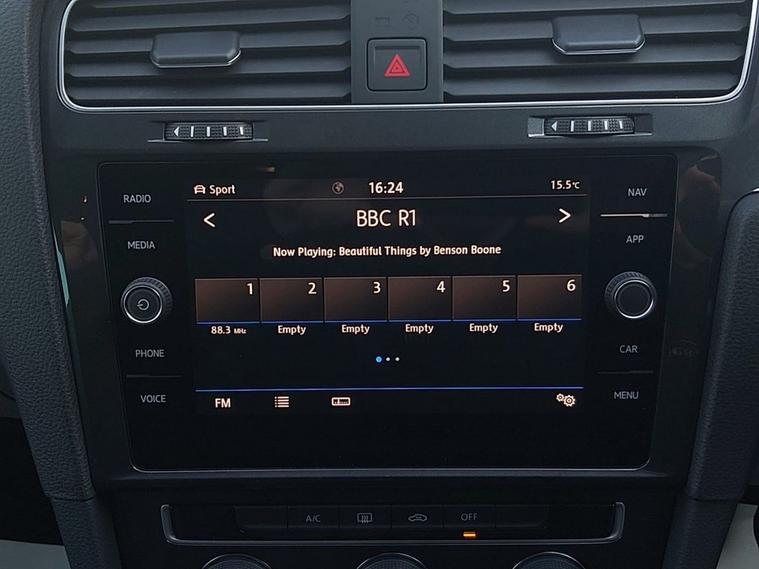 Sport 16:24 15.5°C
RADIO
NAV
< BBC R1 >
MEDIA
APP
Now Playing: Beautiful Things by Benson Boone
1 2 3 4 5 6
88.3 MHz Empty Empty Empty Empty Empty
PHONE
CAR
VOICE
MENU
FM
A/C OFF